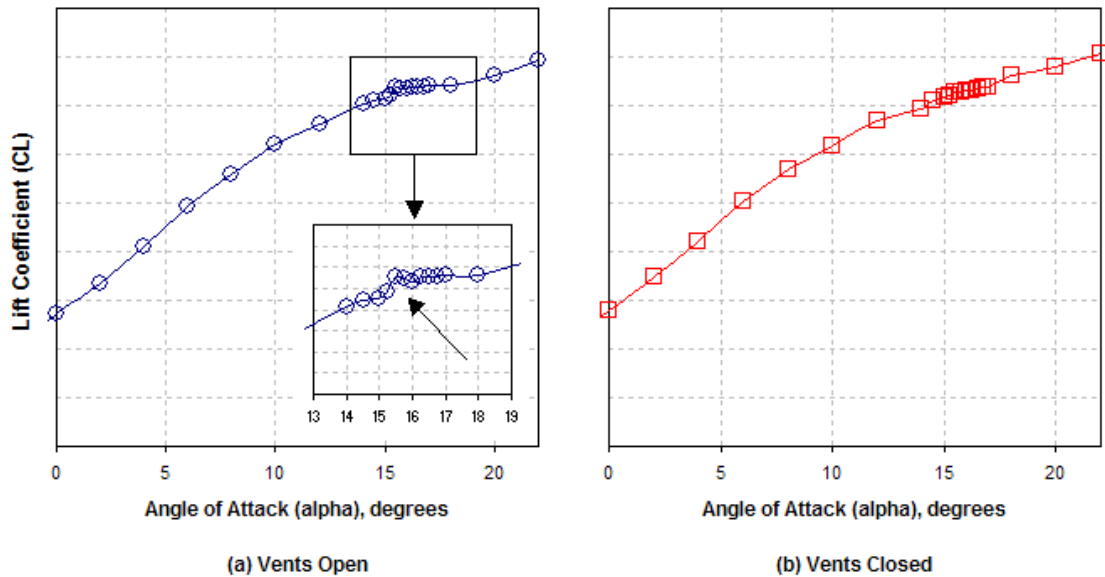 Lift Coefficient (CL)
13 14 15 16 17 18 19
0 5 10 15 20
Angle of Attack (alpha), degrees
(a) Vents Open
0 5 10 15 20
Angle of Attack (alpha), degrees
(b) Vents Closed